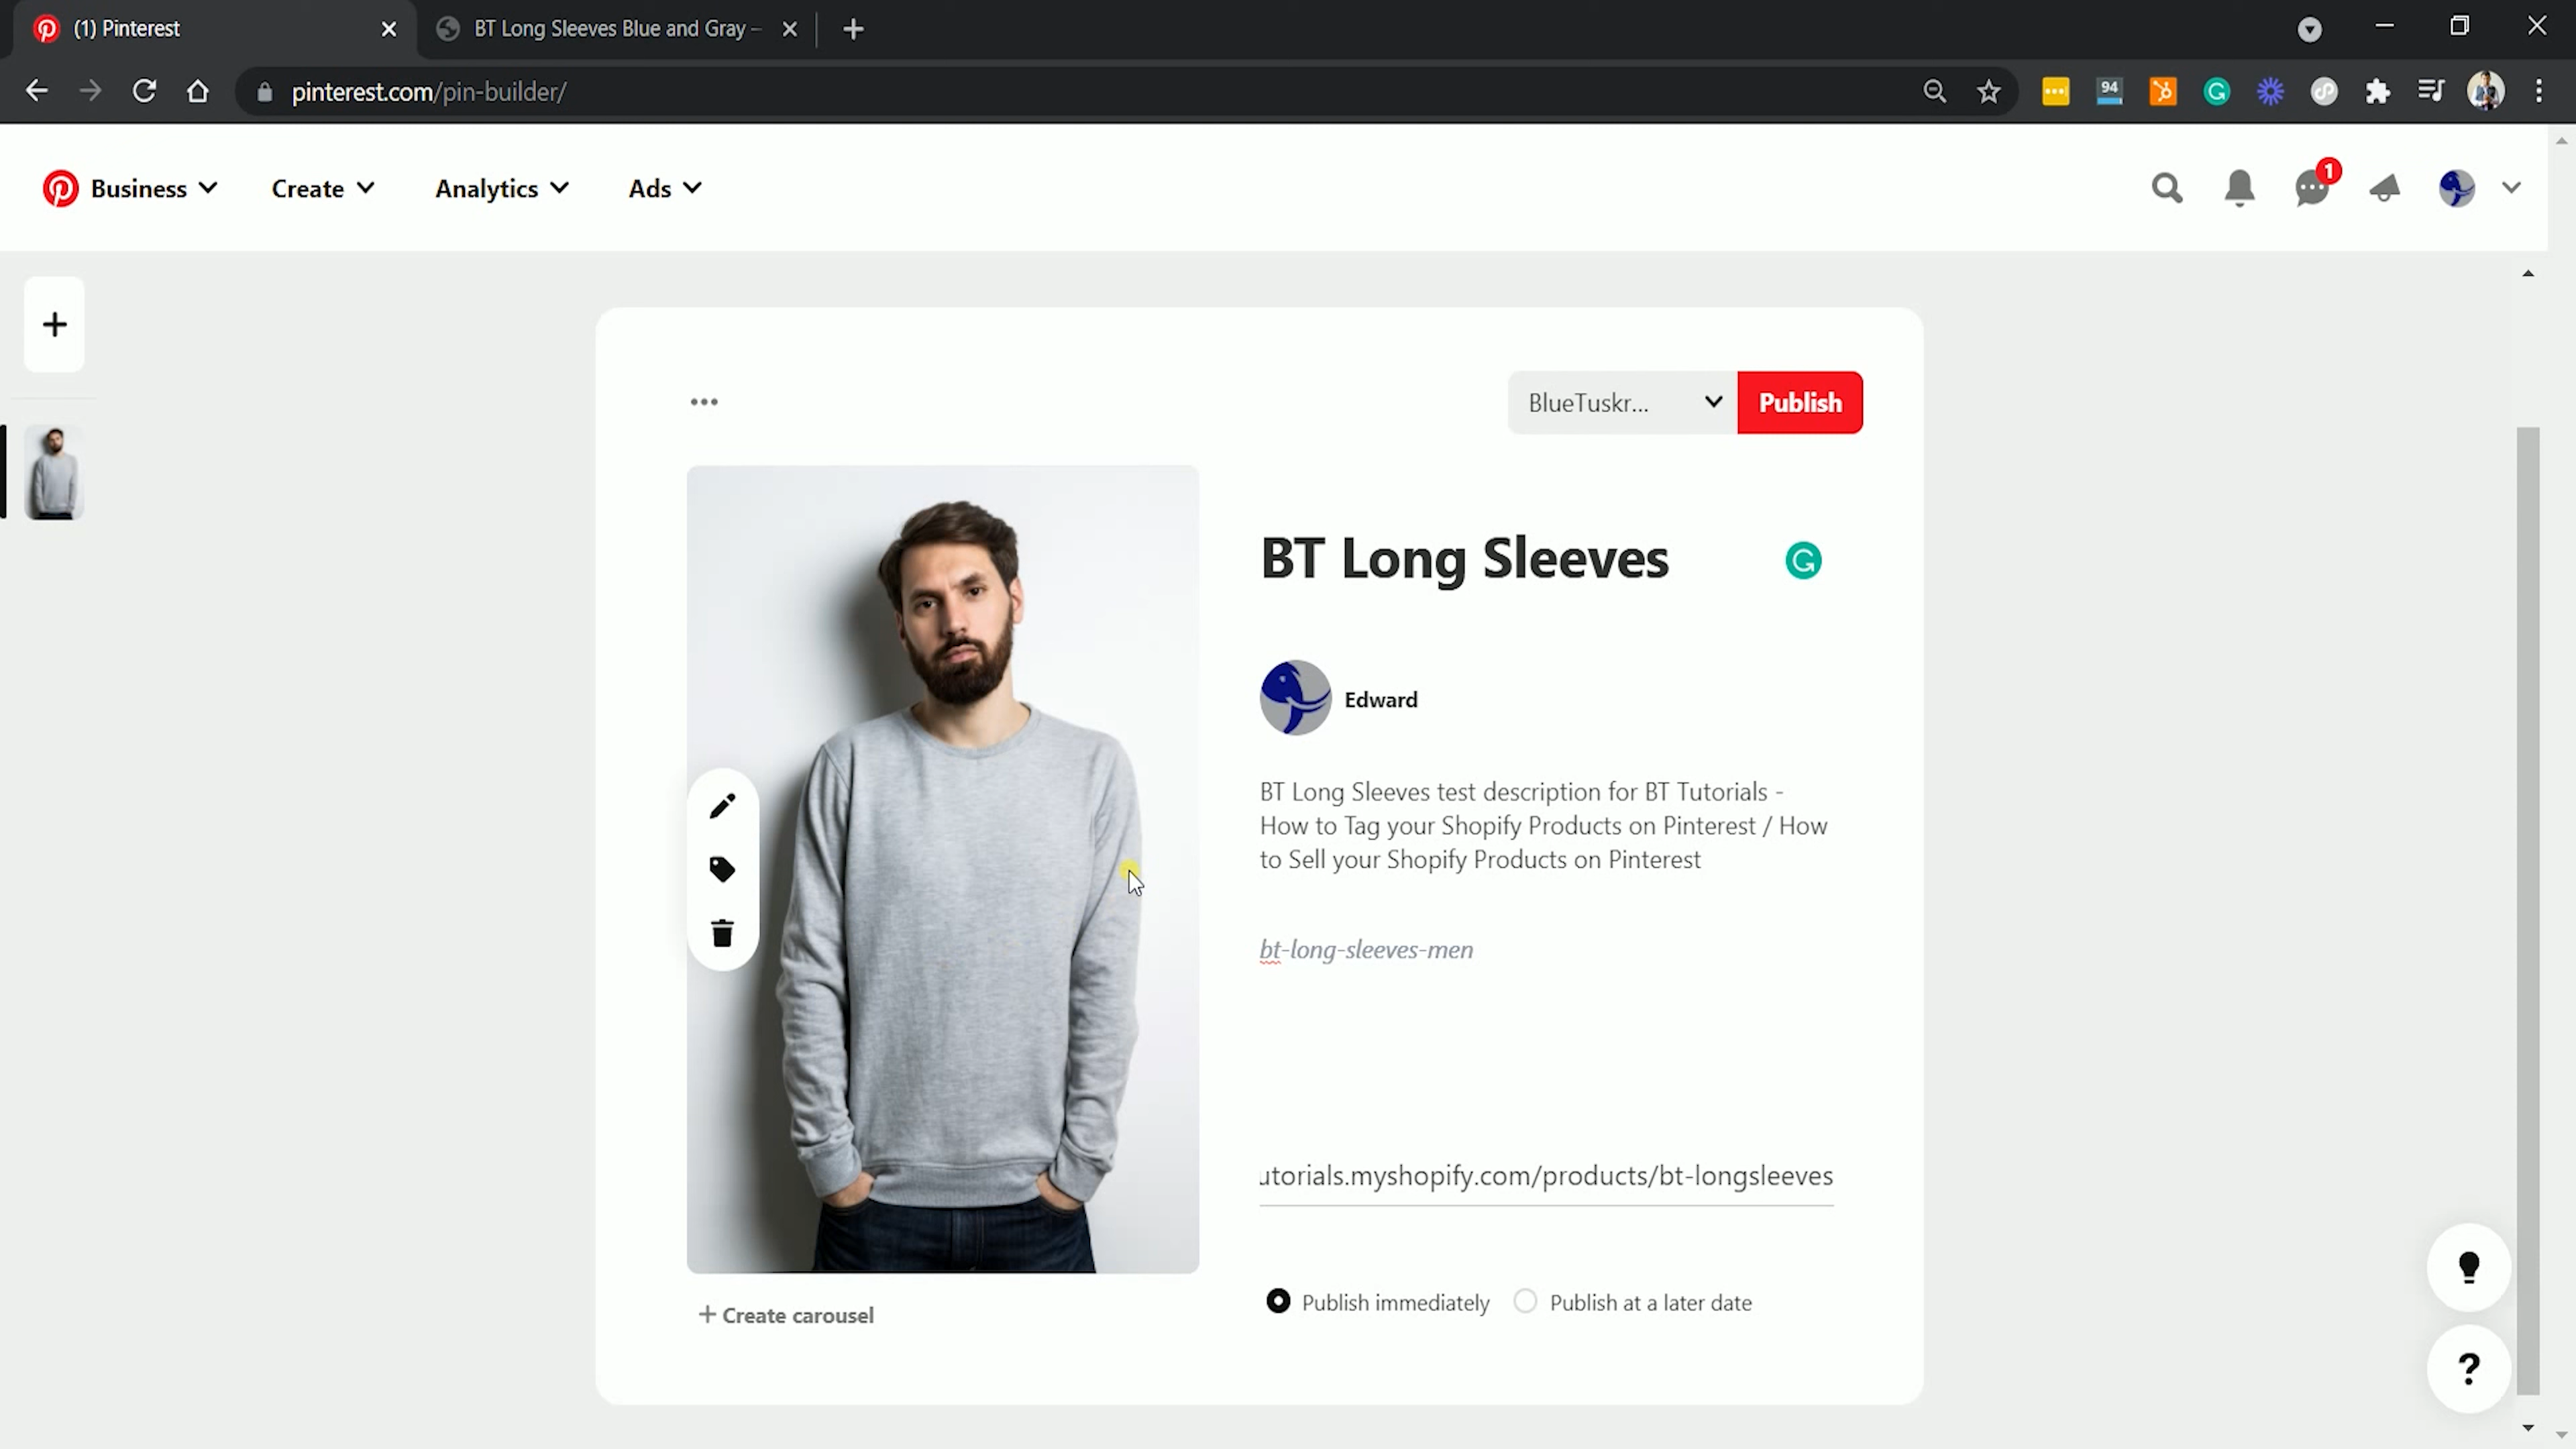 (1) Pinterest
BT Long Sleeves Blue and Gray –
pinterest.com/pin-builder/
94
Business
Create
Analytics
Ads
1
BlueTuskr...
Publish
BT Long Sleeves
Edward
BT Long Sleeves test description for BT Tutorials -
How to Tag your Shopify Products on Pinterest / How
to Sell your Shopify Products on Pinterest
bt-long-sleeves-men
utorials.myshopify.com/products/bt-longsleeves
+ Create carousel
Publish immediately
Publish at a later date
?